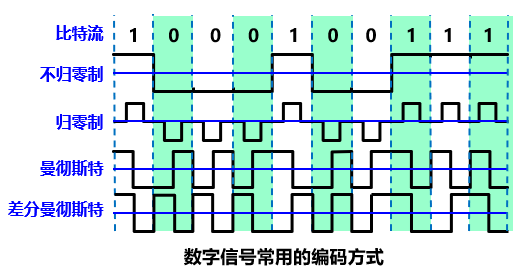 比特流 1 0 0 0 1 0 0 1 1 1
不归零制
归零制
曼彻斯特
差分曼彻斯特
数字信号常用的编码方式